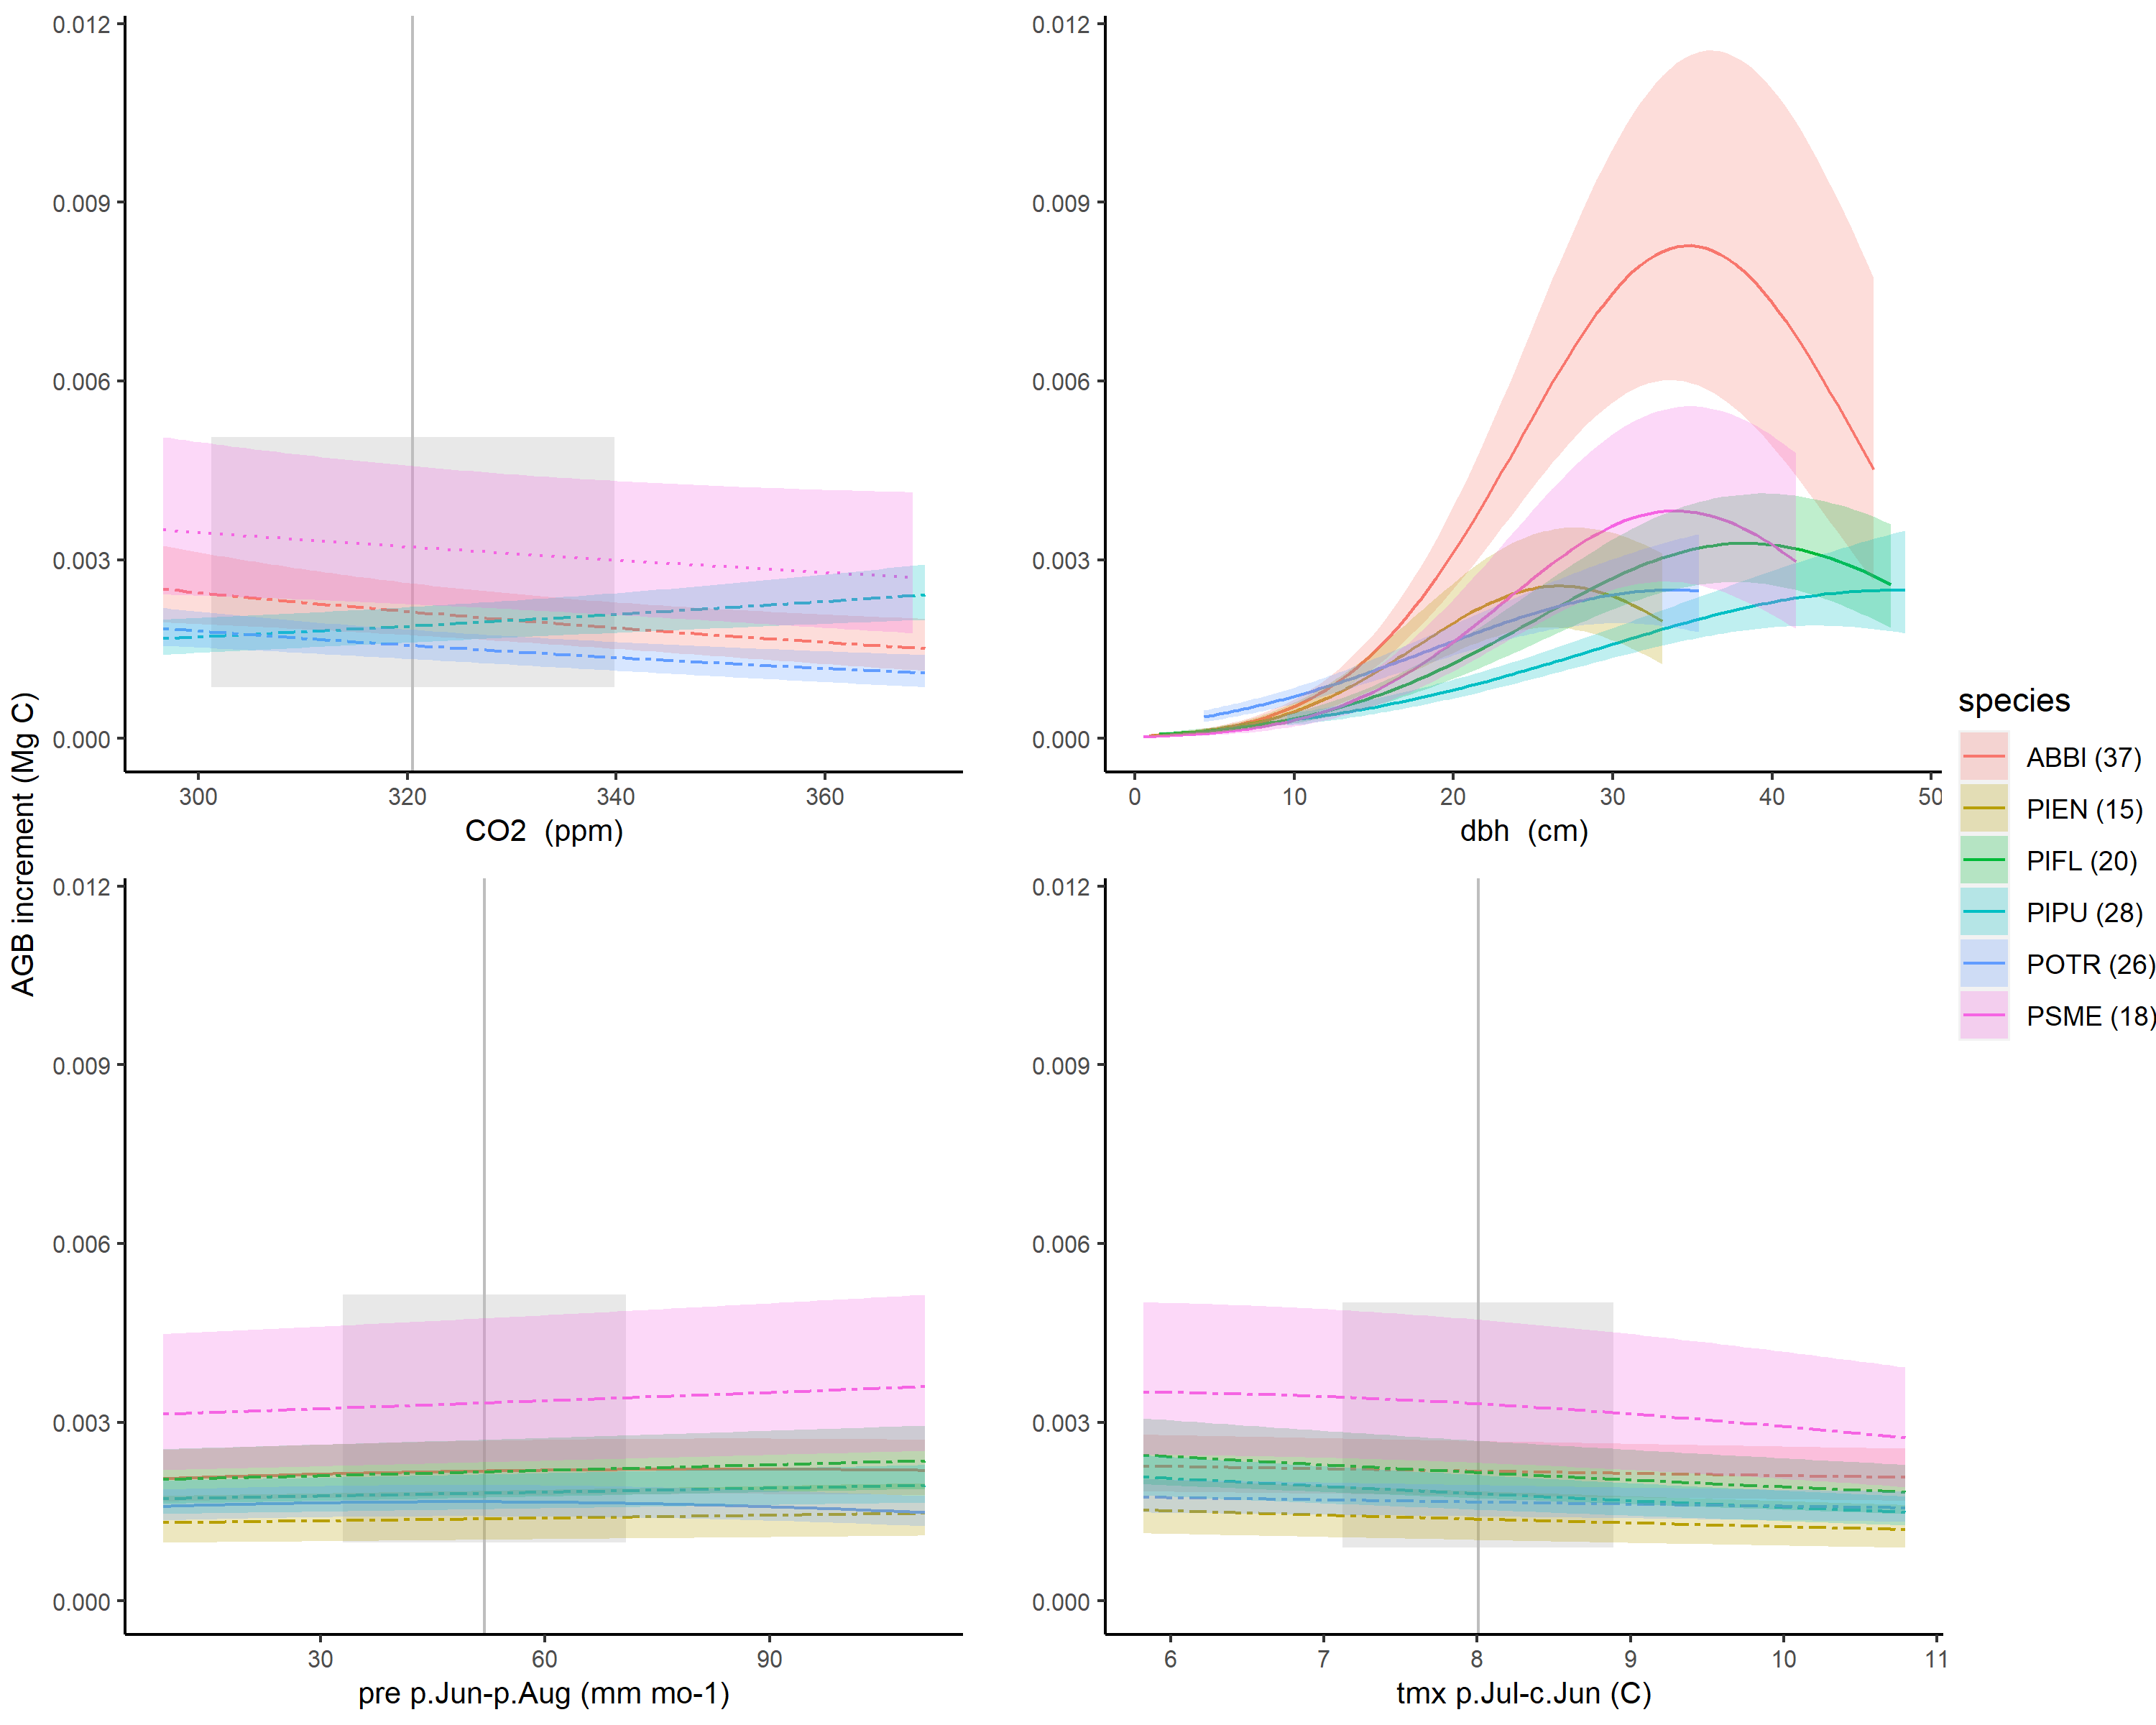 AGB increment (Mg C)
0.012
0.009
0.006
0.003
0.000
300 320 340 360
CO2 (ppm)
0.012
0.009
0.006
0.003
0.000
0 10 20 30 40 50
dbh (cm)
0.012
0.009
0.006
0.003
0.000
30 60 90
pre p.Jun-p.Aug (mm mo-1)
0.012
0.009
0.006
0.003
0.000
6 7 8 9 10 11
tmx p.Jul-c.Jun (C)
species
ABBI (37)
PIEN (15)
PIFL (20)
PIPU (28)
POTR (26)
PSME (18)